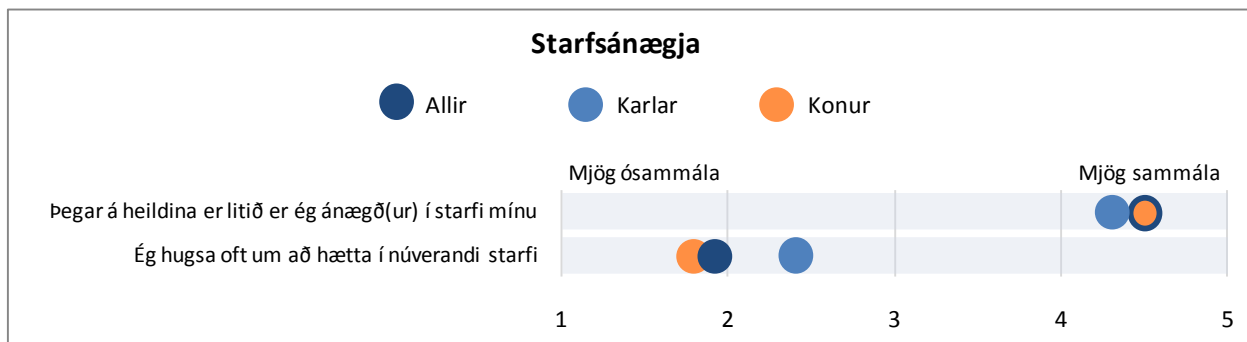 Starfsánægja
Allir Karlar Konur
Mjög ósammála Mjög sammála
Þegar á heildina er litið er ég ánægð(ur) í starfi mínu
Ég hugsa oft um að hætta í núverandi starfi
1 2 3 4 5